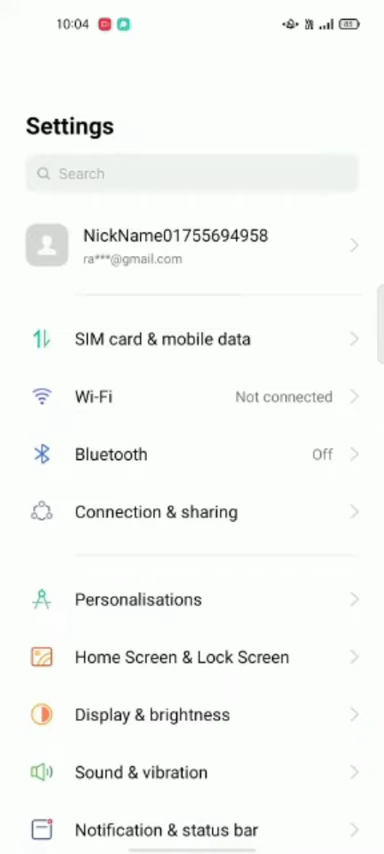 10:04
85
Settings
Search
NickName01755694958
ra***@gmail.com
SIM card & mobile data
Wi-Fi Not connected
Bluetooth Off
Connection & sharing
Personalisations
Home Screen & Lock Screen
Display & brightness
Sound & vibration
Notification & status bar